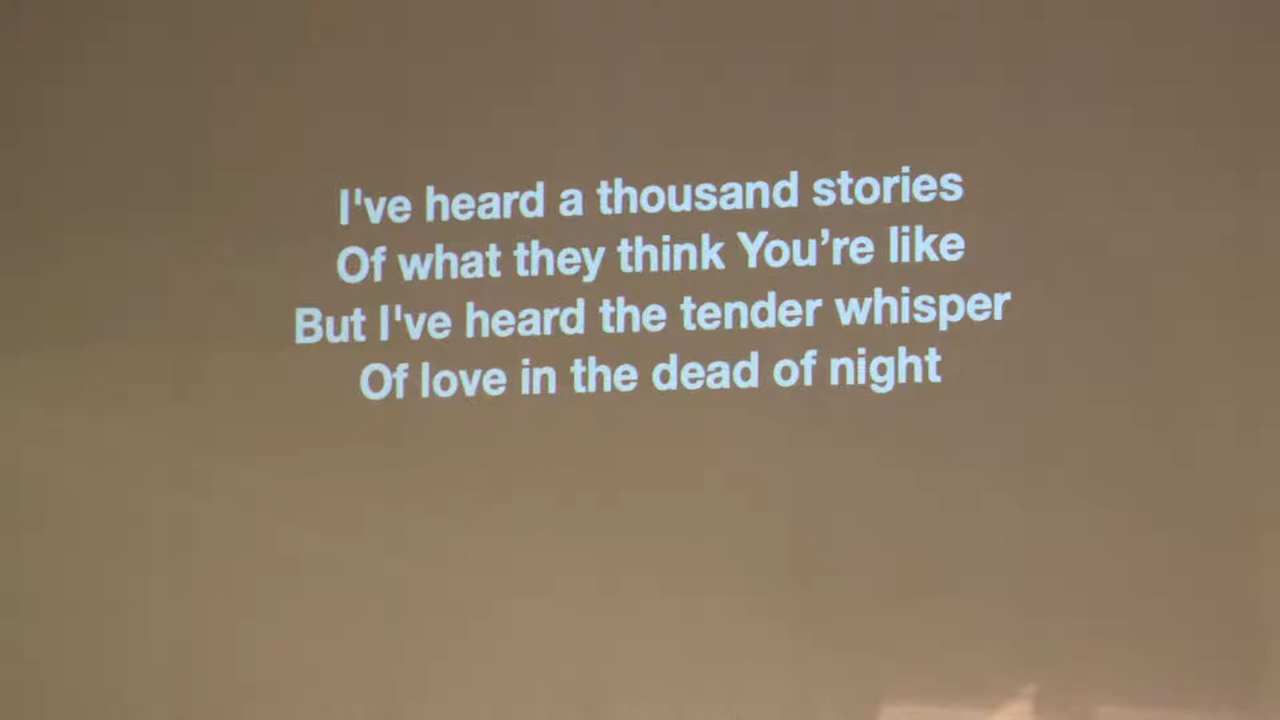 I've heard a thousand stories
Of what they think You’re like
But I've heard the tender whisper
Of love in the dead of night